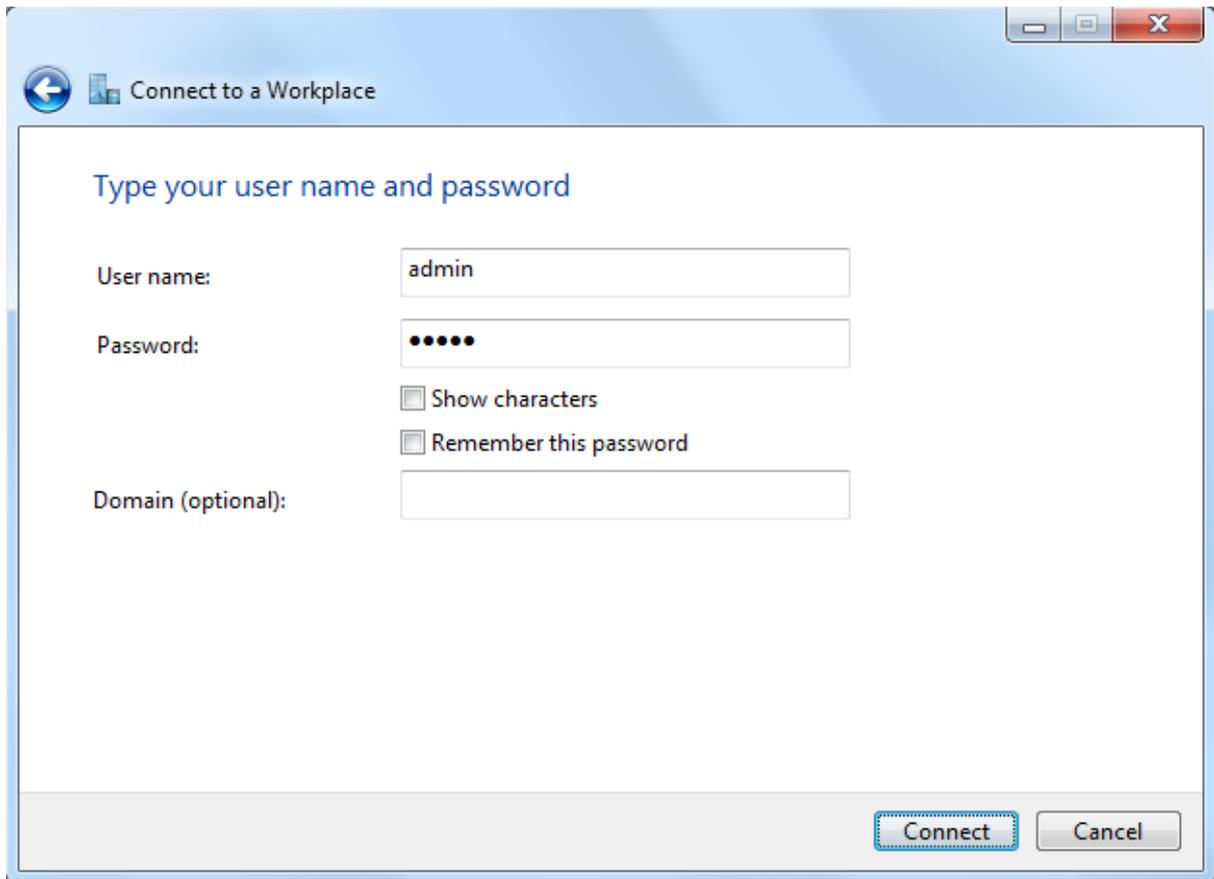 Connect to a Workplace
Type your user name and password
User name:
admin
Password:
•••••
Show characters
Remember this password
Domain (optional):
Connect
Cancel